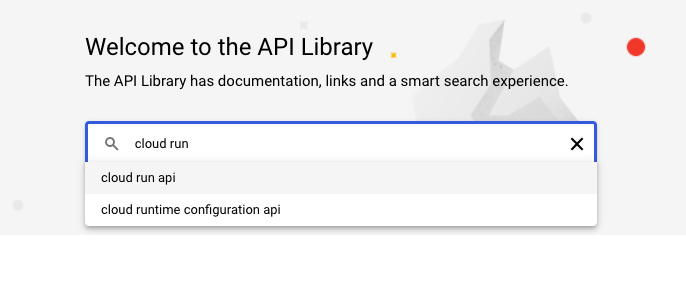 Welcome to the API Library
The API Library has documentation, links and a smart search experience.
cloud run
cloud run api
cloud runtime configuration api